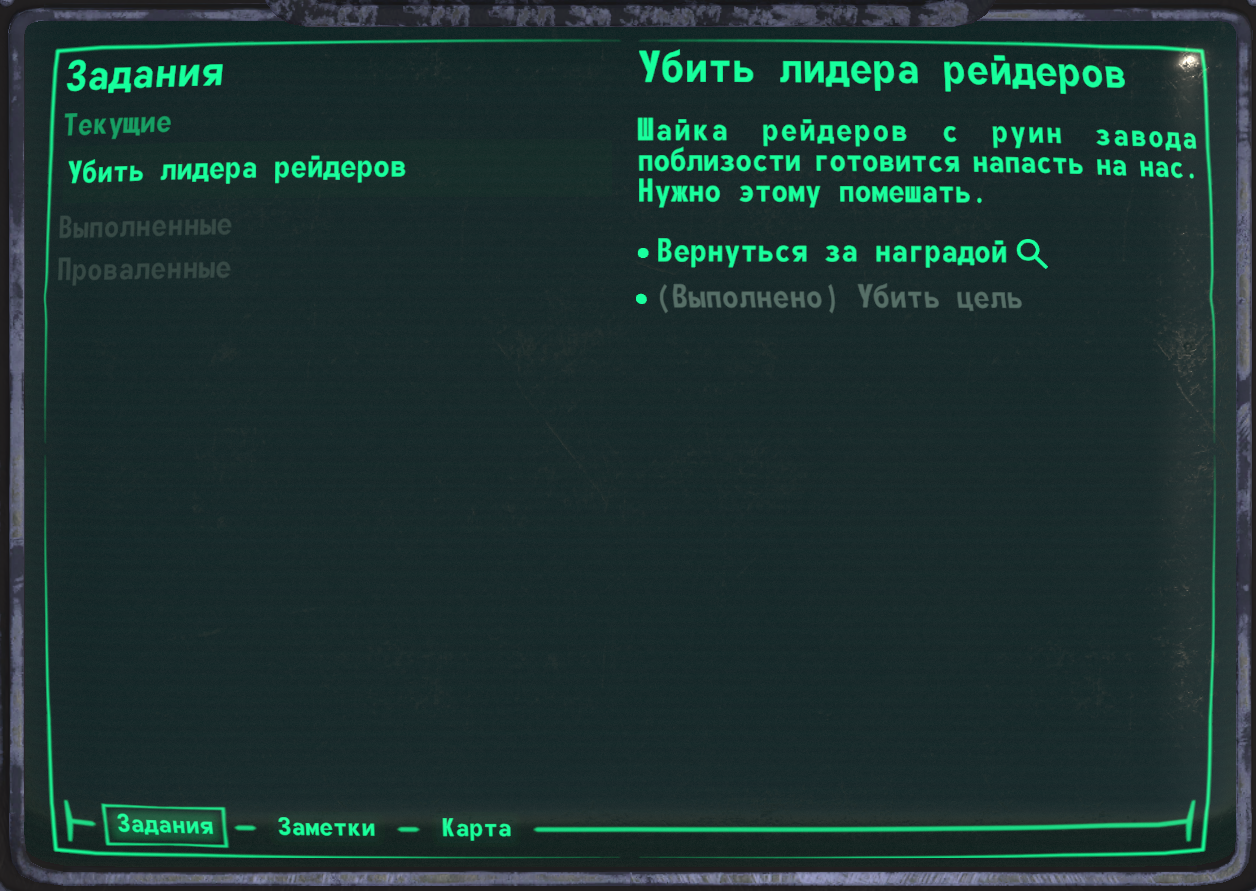 Задания
Текущие
Убить лидера рейдеров
Выполненные
Проваленные
Убить лидера рейдеров
Шайка рейдеров с руин завода
поблизости готовится напасть на нас.
Нужно этому помешать.
• Вернуться за наградой
• (Выполнено) Убить цель
Задания — Заметки — Карта